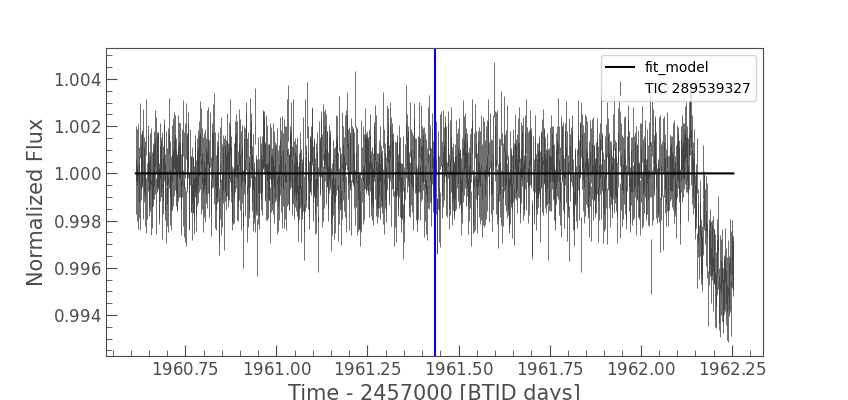 fit_model
TIC 289539327
1.004
1.002
1.000
0.998
0.996
0.994
Normalized Flux
1960.75 1961.00 1961.25 1961.50 1961.75 1962.00 1962.25
Time - 2457000 [BTJD days]